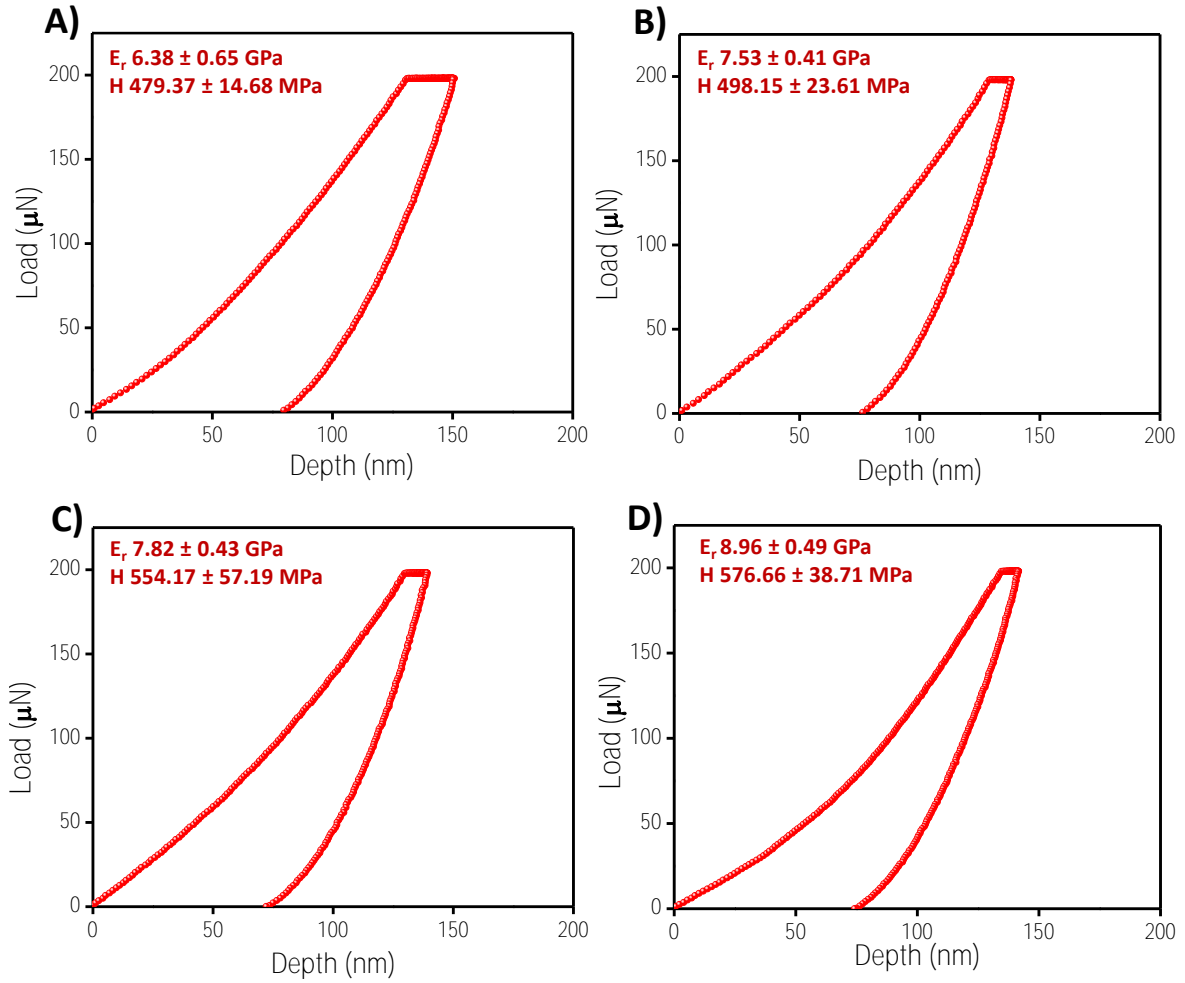 A)
E_r 6.38 ± 0.65 GPa
H 479.37 ± 14.68 MPa
200
150
100
50
0
Load (μN)
0 50 100 150 200
Depth (nm)
B)
E_r 7.53 ± 0.41 GPa
H 498.15 ± 23.61 MPa
200
150
100
50
0
Load (μN)
0 50 100 150 200
Depth (nm)
C)
E_r 7.82 ± 0.43 GPa
H 554.17 ± 57.19 MPa
200
150
100
50
0
Load (μN)
0 50 100 150 200
Depth (nm)
D)
E_r 8.96 ± 0.49 GPa
H 576.66 ± 38.71 MPa
200
150
100
50
0
Load (μN)
0 50 100 150 200
Depth (nm)